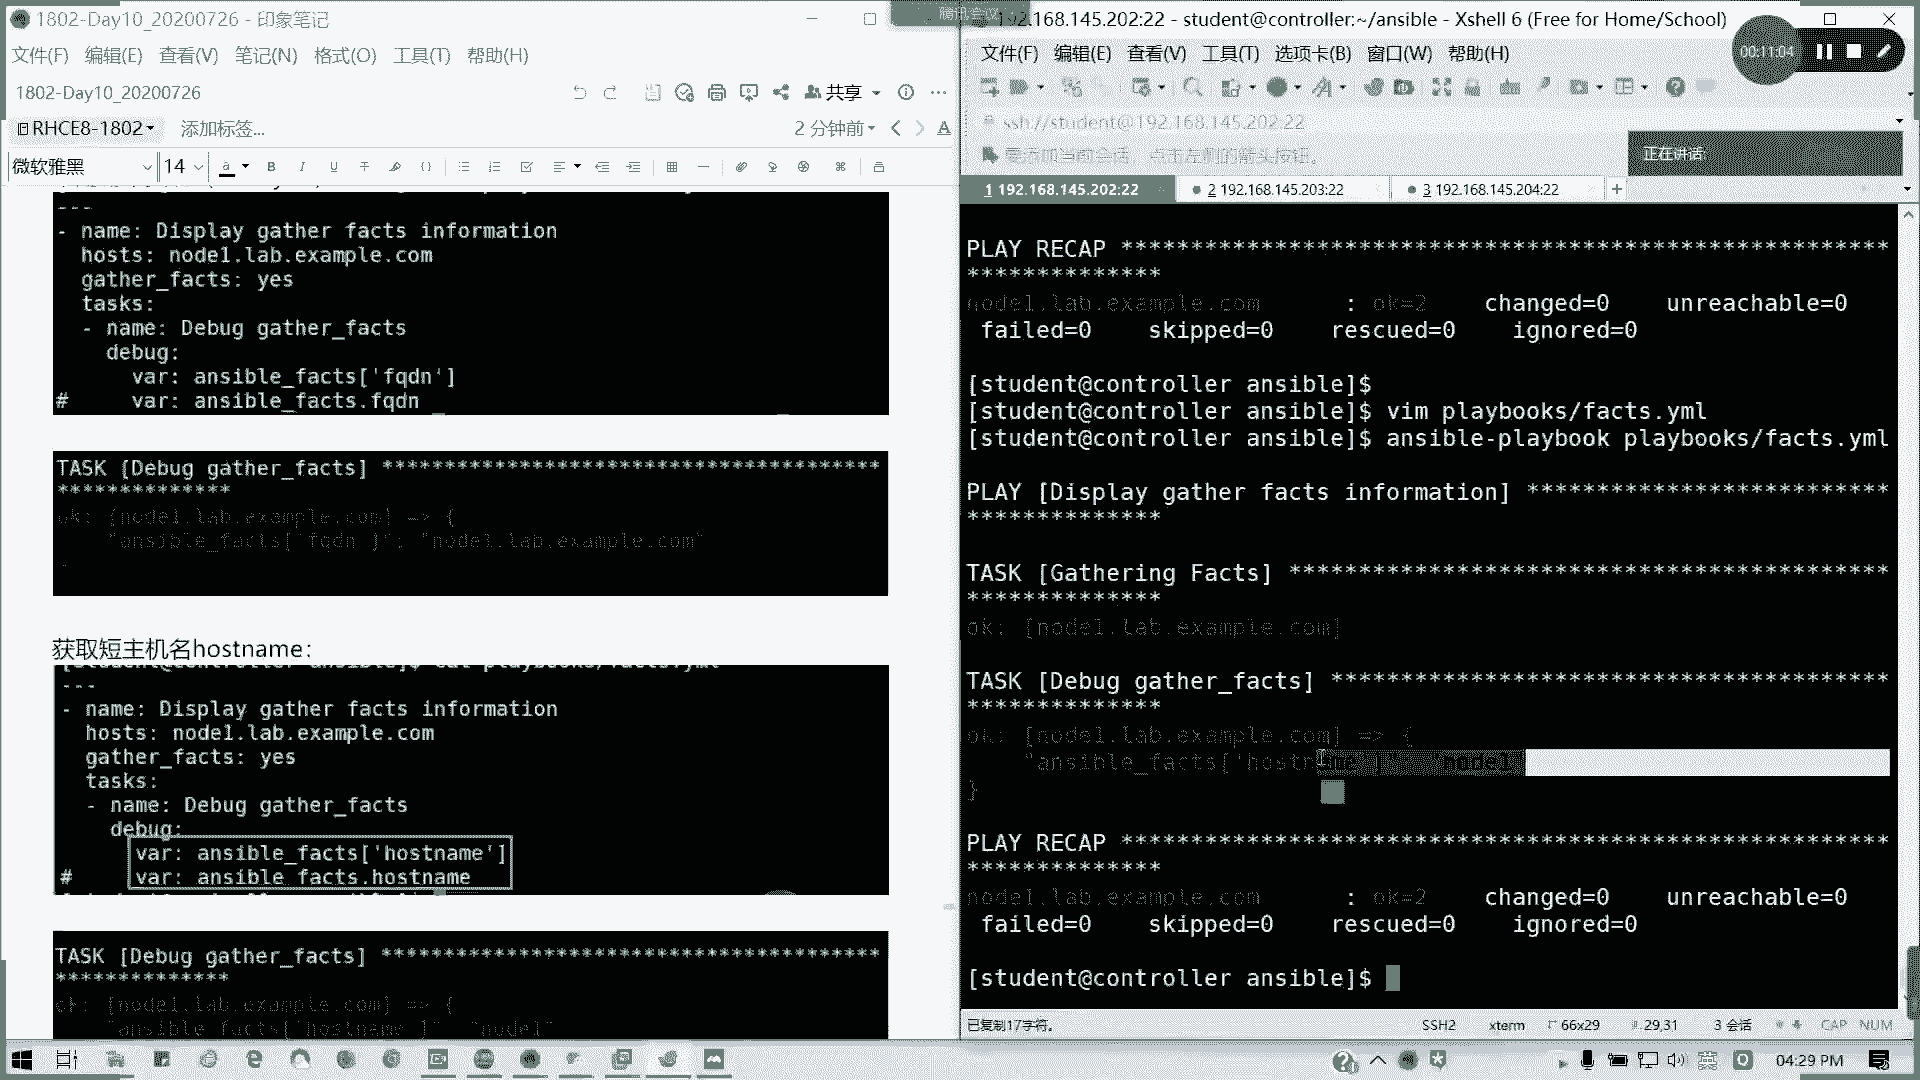 1802-Day10_20200726 - 印象笔记
文件(F) 编辑(E) 查看(V) 笔记(N) 格式(O) 工具(T) 帮助(H)
1802-Day10_20200726
共享
RHCE8-1802 添加标签...
2 分钟前
微软雅黑 14
---
- name: Display gather facts information
  hosts: node1.lab.example.com
  gather_facts: yes
  tasks:
  - name: Debug gather_facts
    debug:
      var: ansible_facts['fqdn']
#     var: ansible_facts.fqdn
TASK [Debug gather_facts] ****************************************
**************
ok: [node1.lab.example.com] => {
    "ansible_facts['fqdn']": "node1.lab.example.com"
获取短主机名hostname：
[student@controller ansible]$ cat playbooks/facts.yml
---
- name: Display gather facts information
  hosts: node1.lab.example.com
  gather_facts: yes
  tasks:
  - name: Debug gather_facts
    debug:
      var: ansible_facts['hostname']
#     var: ansible_facts.hostname
TASK [Debug gather_facts] ****************************************
**************
ok: [node1.lab.example.com] => {
    "ansible_facts['hostname']": "node1"
腾讯会议
192.168.145.202:22 - student@controller:~/ansible - Xshell 6 (Free for Home/School)
文件(F) 编辑(E) 查看(V) 工具(T) 选项卡(B) 窗口(W) 帮助(H)
00:11:04
ssh://student@192.168.145.202:22
要添加当前会话，点击左侧的箭头按钮。
正在讲话:
1 192.168.145.202:22 2 192.168.145.203:22 3 192.168.145.204:22
PLAY RECAP ******************************************************
**************
node1.lab.example.com      : ok=2    changed=0    unreachable=0
 failed=0    skipped=0    rescued=0    ignored=0
[student@controller ansible]$
[student@controller ansible]$ vim playbooks/facts.yml
[student@controller ansible]$ ansible-playbook playbooks/facts.yml
PLAY [Display gather facts information] **************************
**************
TASK [Gathering Facts] *******************************************
**************
ok: [node1.lab.example.com]
TASK [Debug gather_facts] ****************************************
**************
ok: [node1.lab.example.com] => {
    "ansible_facts['hostname']": "node1"
}
PLAY RECAP ******************************************************
**************
node1.lab.example.com      : ok=2    changed=0    unreachable=0
 failed=0    skipped=0    rescued=0    ignored=0
[student@controller ansible]$
已复制17字符。 SSH2 xterm 66x29 29,31 3 会话 CAP NUM
英 04:29 PM